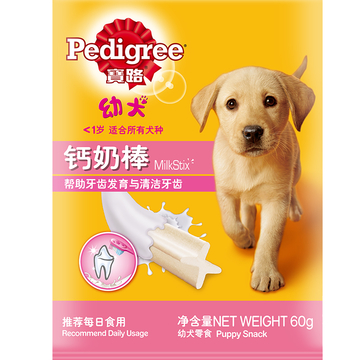 Pedigree
寶路
幼犬
<1岁 适合所有犬种
钙奶棒 MilkStix
帮助牙齿发育与清洁牙齿
推荐每日食用
Recommend Daily Usage
净含量NET WEIGHT 60g
幼犬零食 Puppy Snack